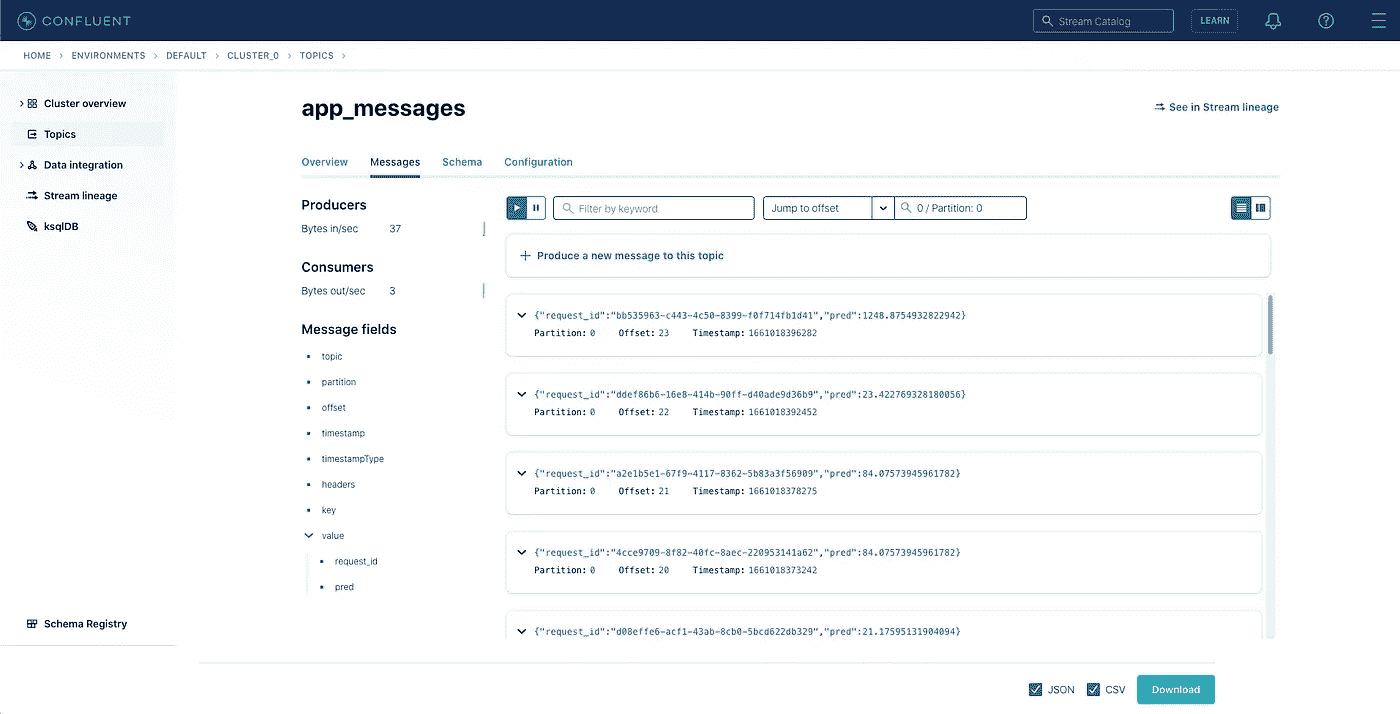 CONFLUENT
Stream Catalog
LEARN
HOME > ENVIRONMENTS > DEFAULT > CLUSTER_0 > TOPICS >
Cluster overview
Topics
Data integration
Stream lineage
ksqlDB
Schema Registry
app_messages
See in Stream lineage
Overview Messages Schema Configuration
Producers
Bytes in/sec 37
Consumers
Bytes out/sec 3
Message fields
topic
partition
offset
timestamp
timestampType
headers
key
value
request_id
pred
Filter by keyword
Jump to offset
0 / Partition: 0
Produce a new message to this topic
{"request_id":"bb535963-c443-4c50-8399-f0f714fb1d41","pred":1248.8754932822942}
Partition: 0 Offset: 23 Timestamp: 1661018396282
{"request_id":"ddef86b6-16e8-414b-90ff-d40ade9d36b9","pred":23.422769328180056}
Partition: 0 Offset: 22 Timestamp: 1661018392452
{"request_id":"a2e1b5e1-67f9-4117-8362-5b83a3f56909","pred":84.07573945961782}
Partition: 0 Offset: 21 Timestamp: 1661018378275
{"request_id":"4cce9709-8f82-40fc-8aec-220953141a62","pred":84.07573945961782}
Partition: 0 Offset: 20 Timestamp: 1661018373242
{"request_id":"d08effe6-acf1-43ab-8cb0-5bcd622db329","pred":21.17595131904094}
JSON CSV Download